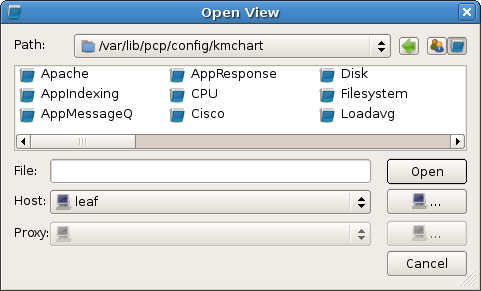 Open View
Path: /var/lib/pcp/config/kmchart
Apache AppResponse Disk
AppIndexing CPU Filesystem
AppMessageQ Cisco Loadavg
File: Open
Host: leaf ...
Proxy: ...
Cancel